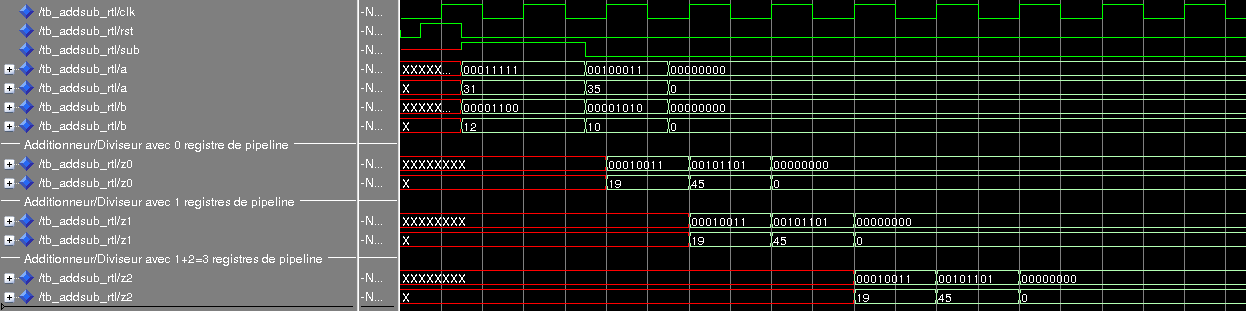 /tb_addsub_rtl/clk -N...
/tb_addsub_rtl/rst -N...
/tb_addsub_rtl/sub -N...
/tb_addsub_rtl/a -N... XXXXX... 00011111 00100011 00000000
/tb_addsub_rtl/a -N... X 31 35 0
/tb_addsub_rtl/b -N... XXXXX... 00001100 00001010 00000000
/tb_addsub_rtl/b -N... X 12 10 0
Additionneur/Diviseur avec 0 registre de pipeline
/tb_addsub_rtl/z0 -N... XXXXXXXX 00010011 00101101 00000000
/tb_addsub_rtl/z0 -N... X 19 45 0
Additionneur/Diviseur avec 1 registres de pipeline
/tb_addsub_rtl/z1 -N... XXXXXXXX 00010011 00101101 00000000
/tb_addsub_rtl/z1 -N... X 19 45 0
Additionneur/Diviseur avec 1+2=3 registres de pipeline
/tb_addsub_rtl/z2 -N... XXXXXXXX 00010011 00101101 00000000
/tb_addsub_rtl/z2 -N... X 19 45 0